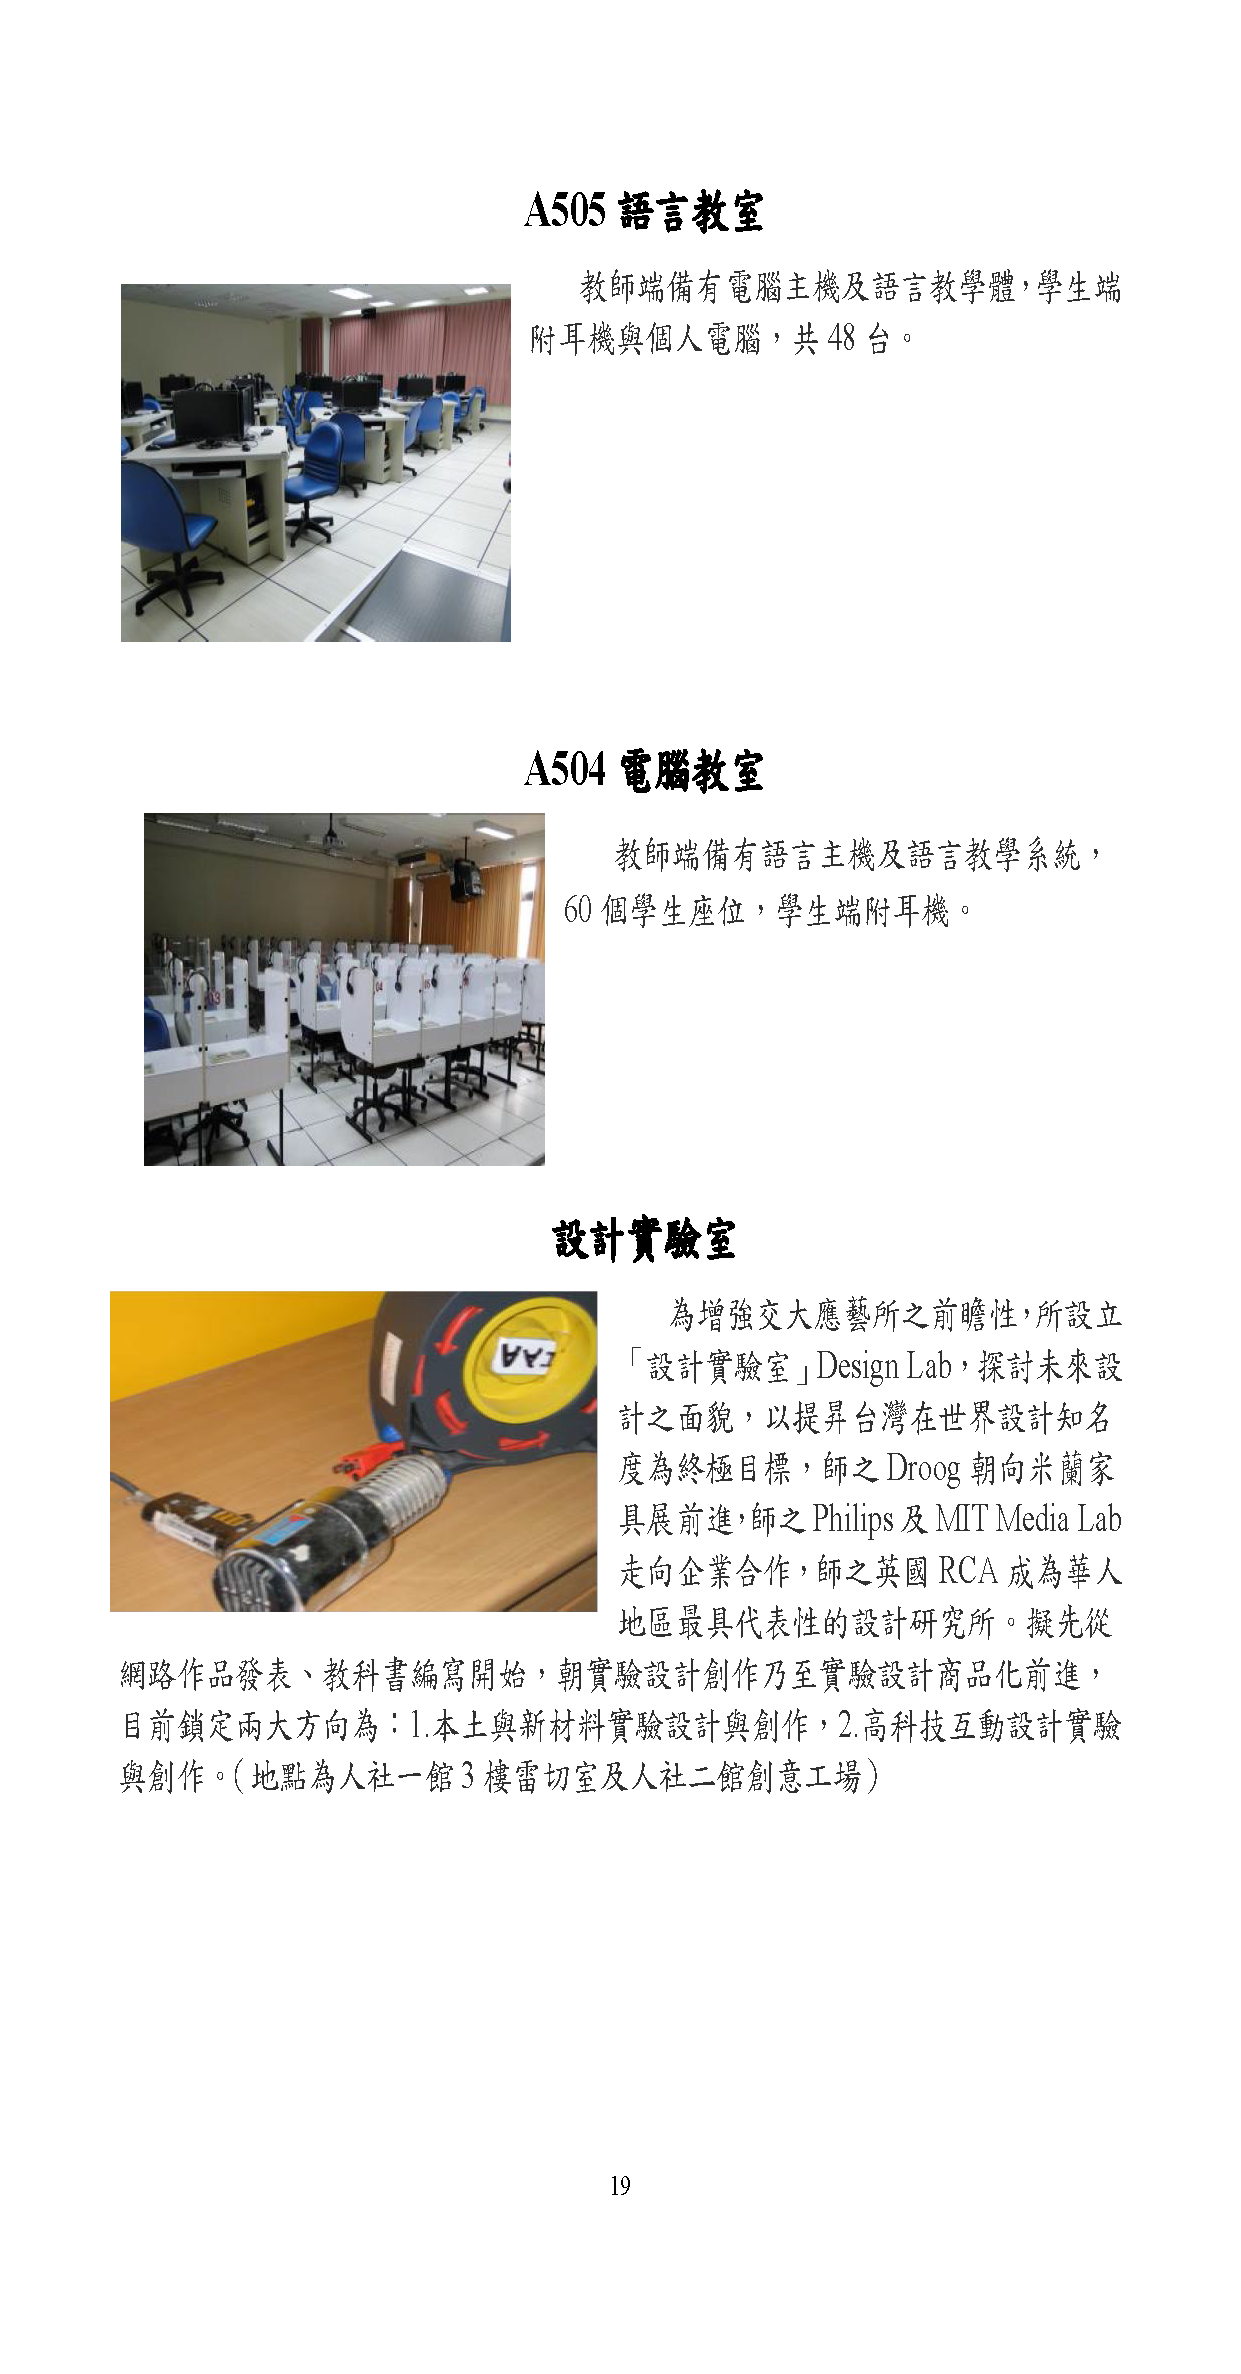 A505 語言教室
教師端備有電腦主機及語言教學體，學生端
附耳機與個人電腦，共 48 台。
A504 電腦教室
教師端備有語言主機及語言教學系統，
60 個學生座位，學生端附耳機。
03
04
05
設計實驗室
為增強交大應藝所之前瞻性，所設立
「設計實驗室」Design Lab，探討未來設
計之面貌，以提昇台灣在世界設計知名
度為終極目標，師之 Droog 朝向米蘭家
具展前進，師之 Philips 及 MIT Media Lab
走向企業合作，師之英國 RCA 成為華人
地區最具代表性的設計研究所。擬先從
網路作品發表、教科書編寫開始，朝實驗設計創作乃至實驗設計商品化前進，
目前鎖定兩大方向為：1.本土與新材料實驗設計與創作，2.高科技互動設計實驗
與創作。（地點為人社一館 3 樓雷切室及人社二館創意工場）
IAA
19